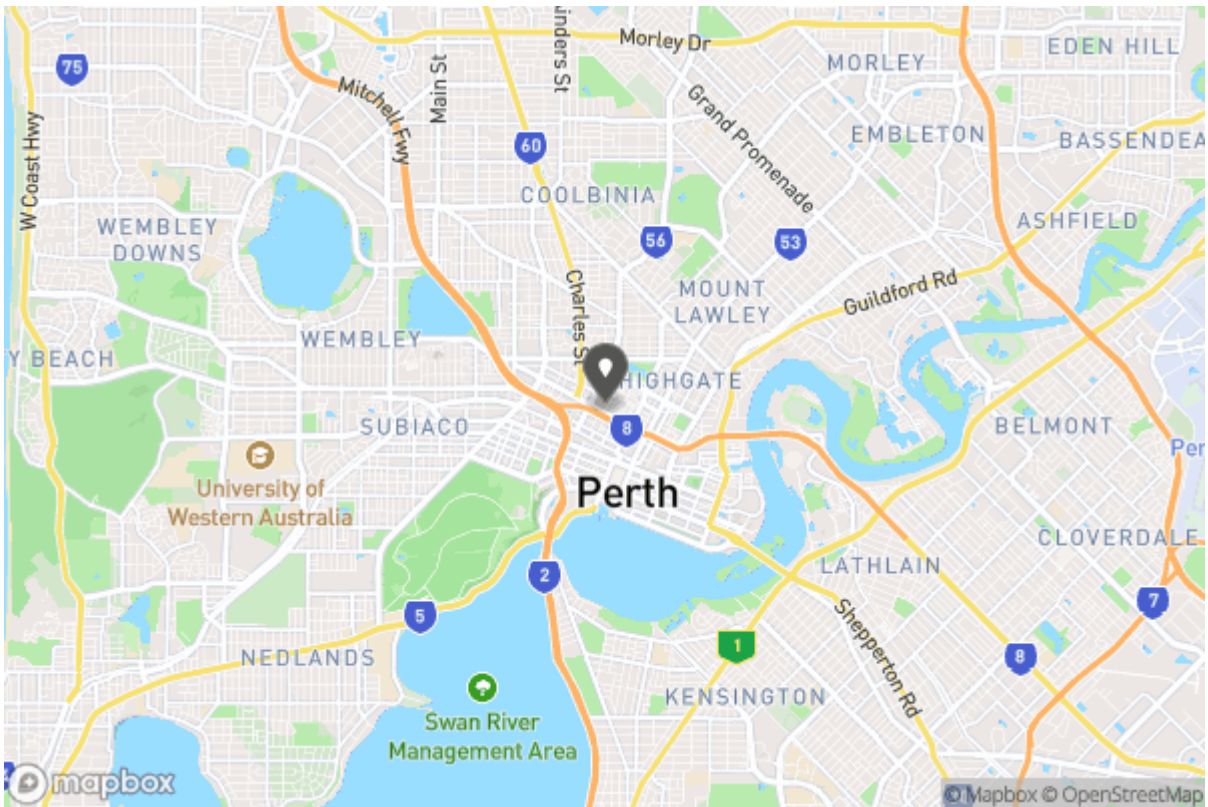 Morley Dr
EDEN HILL
MORLEY
75
Main St
Mitchell Fwy
Grand Promenade
EMBLETON
BASSENDEA
60
W Coast Hwy
COOLBINIA
WEMBLEY
DOWNS
56
53
ASHFIELD
MOUNT
LAWLEY
Guildford Rd
Charles St
WEMBLEY
Y BEACH
HIGHGATE
SUBIACO
8
BELMONT
Per
University of
Western Australia
Perth
CLOVERDALE
LATHLAIN
2
5
7
Shepperton Rd
1
NEDLANDS
8
KENSINGTON
Swan River
Management Area
mapbox
© Mapbox © OpenStreetMap